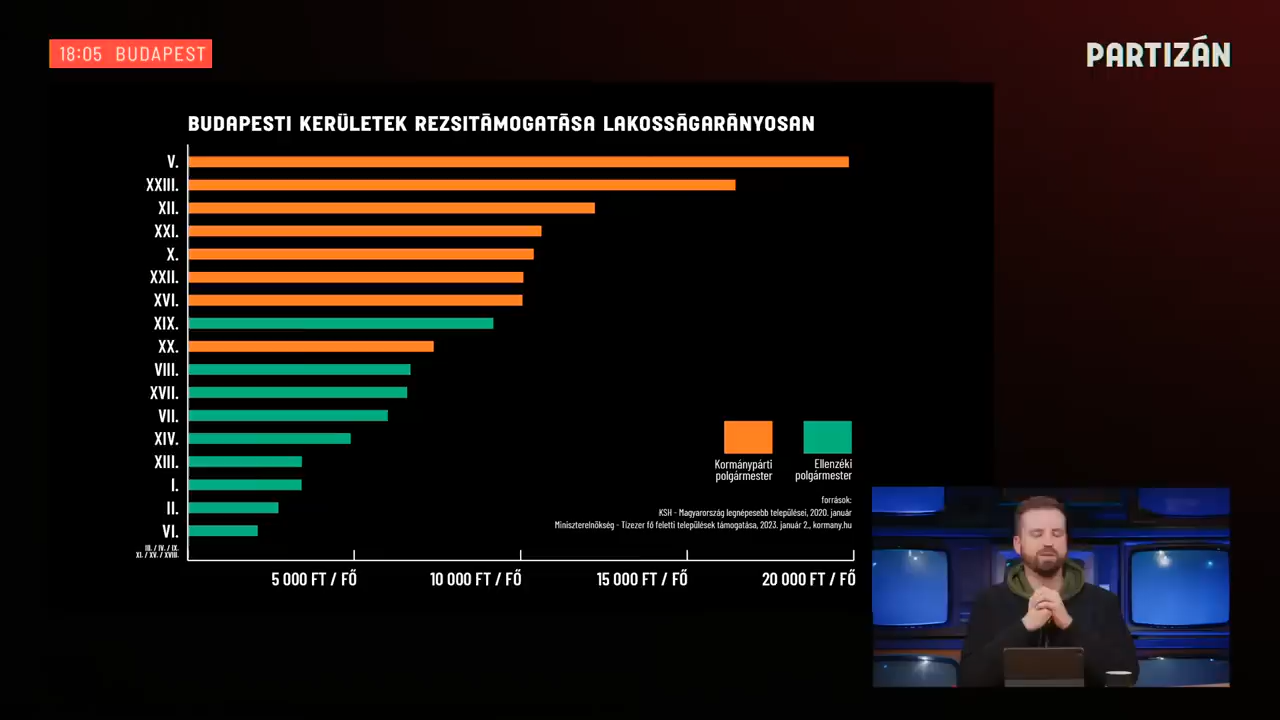 18:05 BUDAPEST
PARTIZÁN
BUDAPESTI KERÜLETEK REZSITÁMOGATÁSA LAKOSSÁGARÁNYOSAN
V.
XXIII.
XII.
XXI.
X.
XXII.
XVI.
XIX.
XX.
VIII.
XVII.
VII.
XIV.
XIII.
I.
II.
VI.
III. / IV. / IX.
XI. / XV. / XVIII.
5 000 FT / FŐ
10 000 FT / FŐ
15 000 FT / FŐ
20 000 FT / FŐ
Kormánypárti
polgármester
Ellenzéki
polgármester
források:
KSH - Magyarország legnépesebb települései, 2020. január
Miniszterelnökség - Tízezer fő feletti települések támogatása, 2023. január 2., kormany.hu